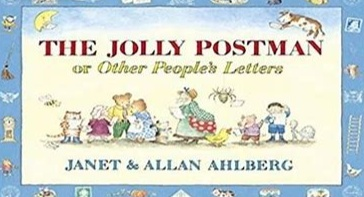 THE JOLLY POSTMAN
or Other People's Letters
JANET & ALLAN AHLBERG